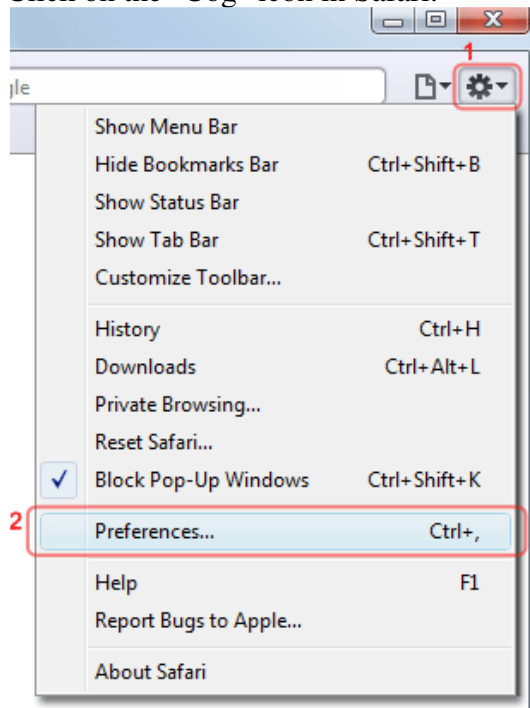 1
gle
Show Menu Bar
Hide Bookmarks Bar Ctrl+Shift+B
Show Status Bar
Show Tab Bar Ctrl+Shift+T
Customize Toolbar...
History Ctrl+H
Downloads Ctrl+Alt+L
Private Browsing...
Reset Safari...
Block Pop-Up Windows Ctrl+Shift+K
2 Preferences... Ctrl+,
Help F1
Report Bugs to Apple...
About Safari